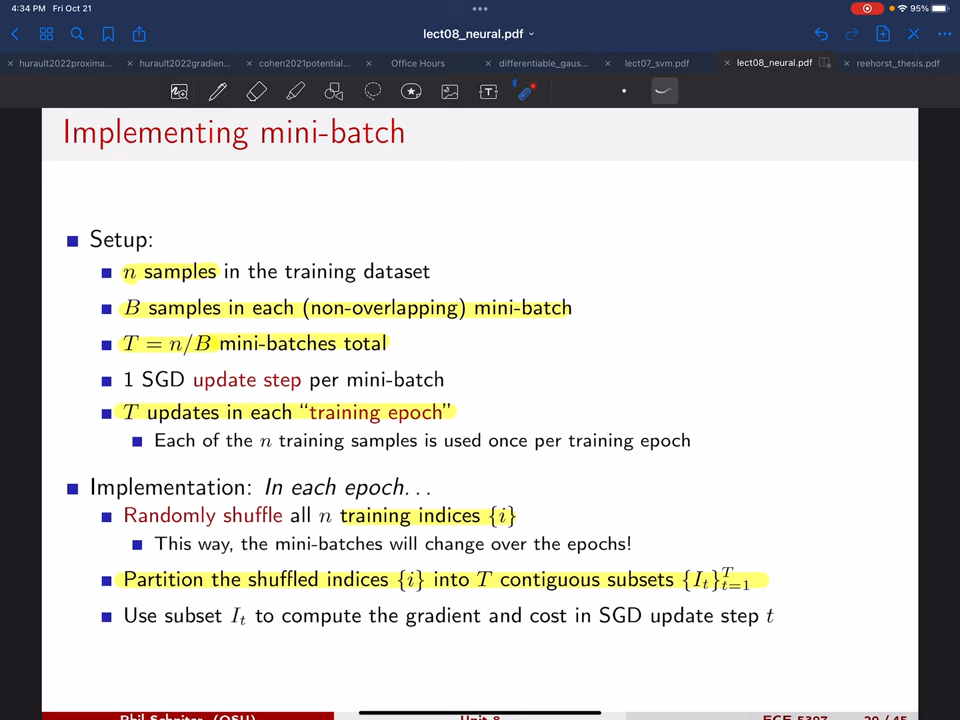 4:34 PM Fri Oct 21
95%
lect08_neural.pdf
hurault2022proxima...
hurault2022gradien...
cohen2021potential...
Office Hours
differentiable_gaus...
lect07_svm.pdf
lect08_neural.pdf
reehorst_thesis.pdf
Implementing mini-batch
Setup:
n samples in the training dataset
B samples in each (non-overlapping) mini-batch
T = n/B mini-batches total
1 SGD update step per mini-batch
T updates in each “training epoch”
Each of the n training samples is used once per training epoch
Implementation: In each epoch. . .
Randomly shuffle all n training indices {i}
This way, the mini-batches will change over the epochs!
Partition the shuffled indices {i} into T contiguous subsets {I_t}_{t=1}^T
Use subset I_t to compute the gradient and cost in SGD update step t
Phil Schniter (OSU)
Unit 8
ECE 5307